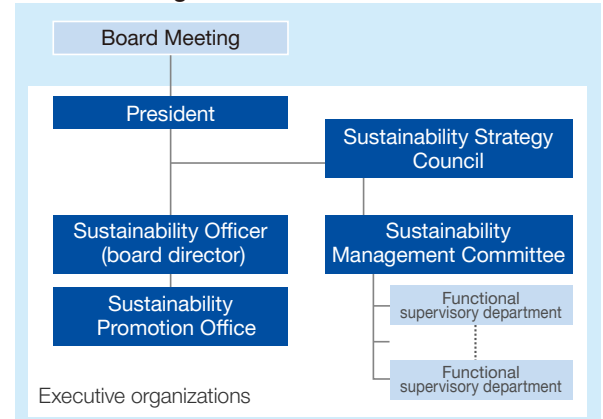 Board Meeting
President
Sustainability Strategy
Council
Sustainability Officer
(board director)
Sustainability
Management Committee
Sustainability
Promotion Office
Functional
supervisory department
Functional
supervisory department
Executive organizations